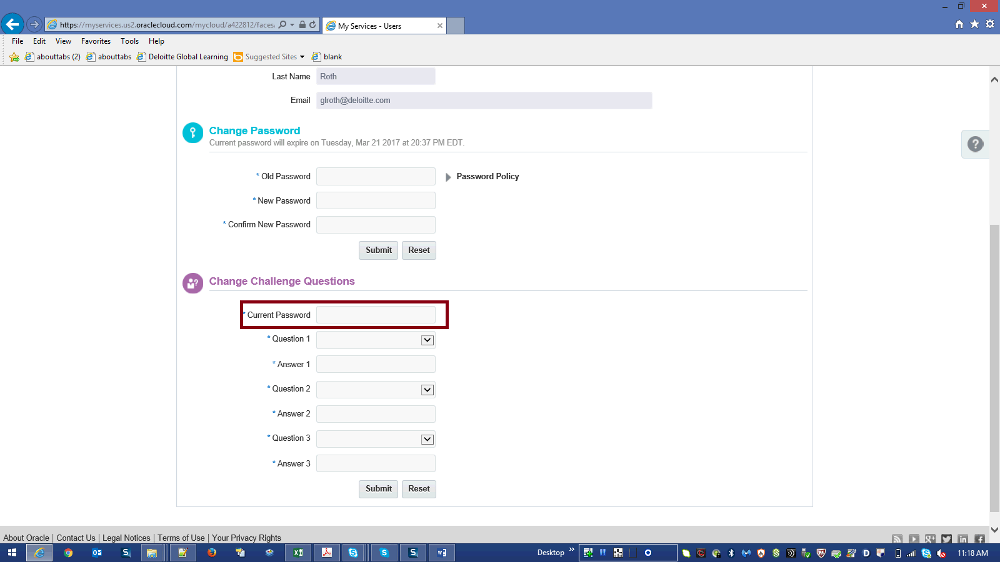 https://myservices.us2.oraclecloud.com/mycloud/a422812/faces/
My Services - Users
File Edit View Favorites Tools Help
abouttabs (2) abouttabs Deloitte Global Learning Suggested Sites blank
Last Name Roth
Email glroth@deloitte.com
Change Password
Current password will expire on Tuesday, Mar 21 2017 at 20:37 PM EDT.
* Old Password
Password Policy
* New Password
* Confirm New Password
Submit Reset
Change Challenge Questions
* Current Password
* Question 1
* Answer 1
* Question 2
* Answer 2
* Question 3
* Answer 3
Submit Reset
About Oracle | Contact Us | Legal Notices | Terms of Use | Your Privacy Rights
Desktop »
11:18 AM